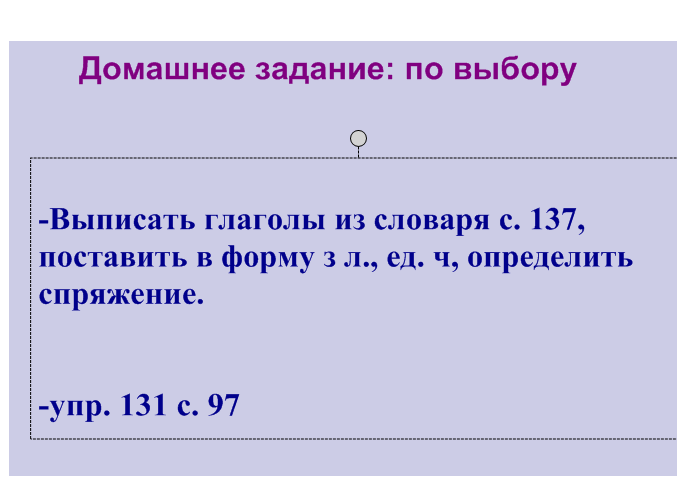 Домашнее задание: по выбору
-Выписать глаголы из словаря с. 137,
поставить в форму з л., ед. ч, определить
спряжение.
-упр. 131 с. 97